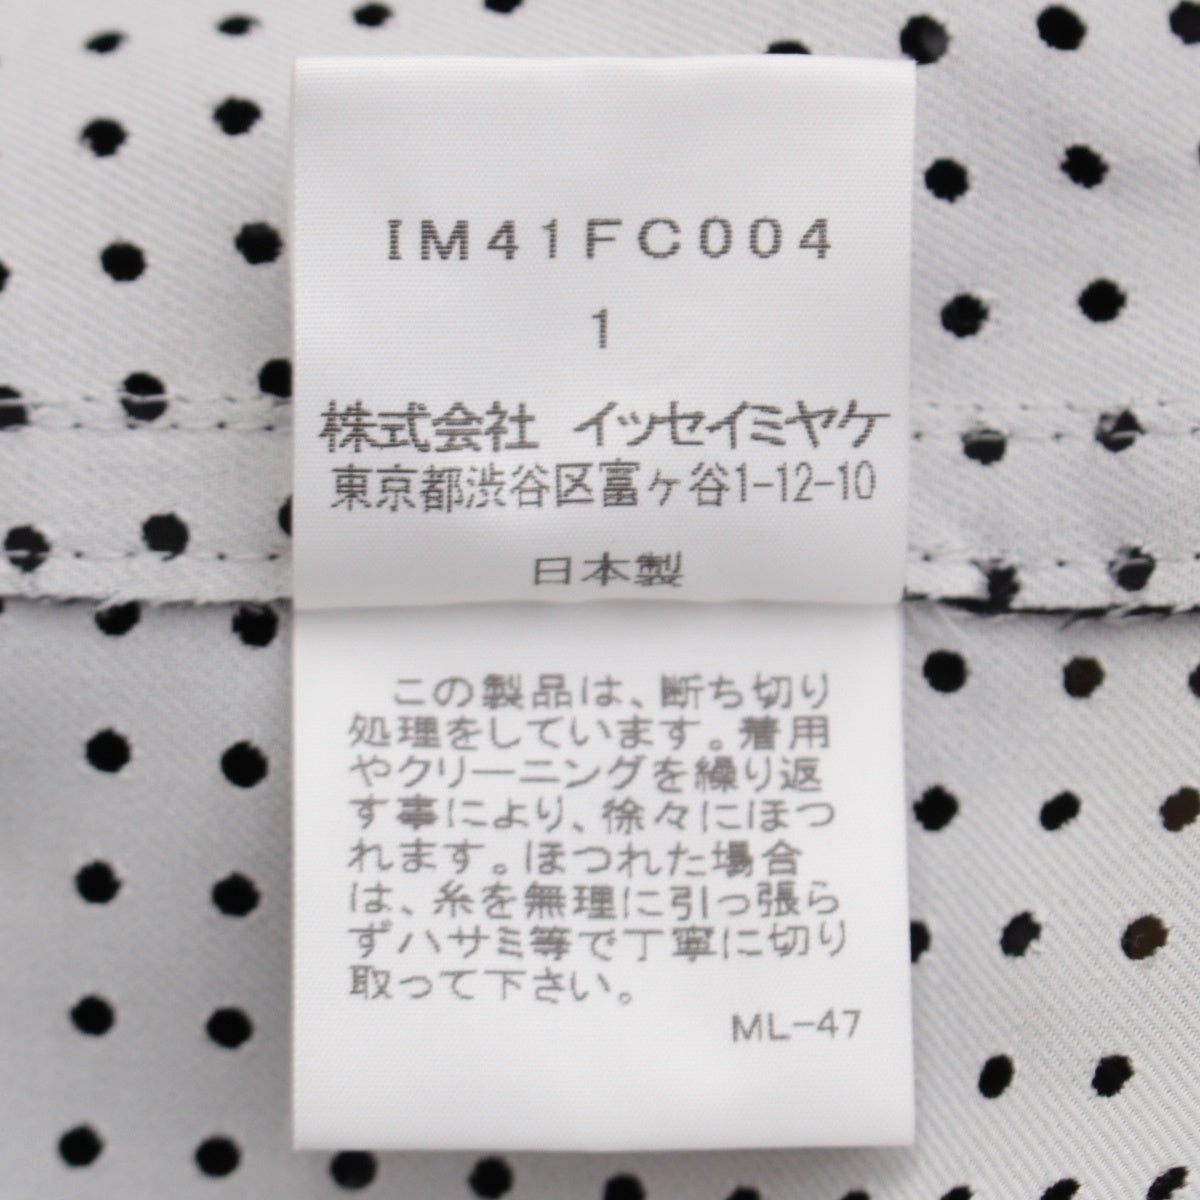 IM41FC004
1
株式会社 イッセイミヤケ
東京都渋谷区富ヶ谷1-12-10
日本製
この製品は、断ち切り
処理をしています。着用
やクリーニングを繰り返
す事により、徐々にほつ
れます。ほつれた場合
は、糸を無理に引っ張ら
ずハサミ等で丁寧に切り
取って下さい。
ML-47